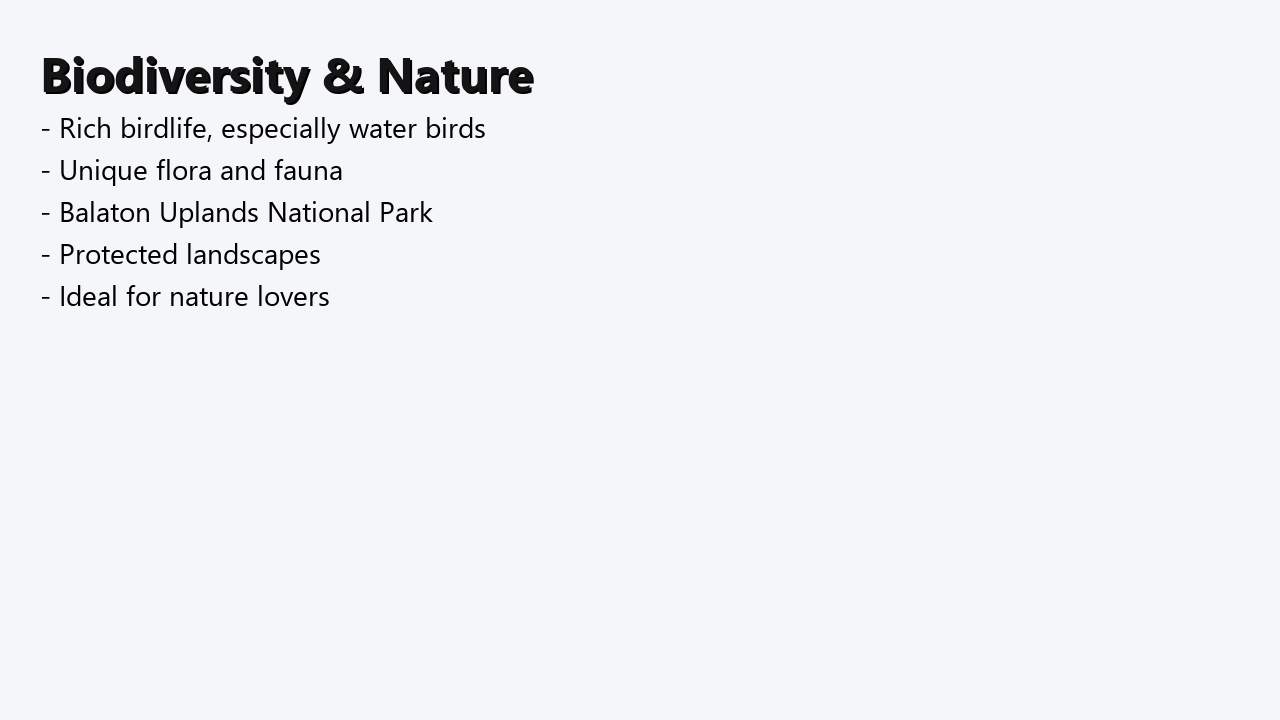 Biodiversity & Nature
- Rich birdlife, especially water birds
- Unique flora and fauna
- Balaton Uplands National Park
- Protected landscapes
- Ideal for nature lovers